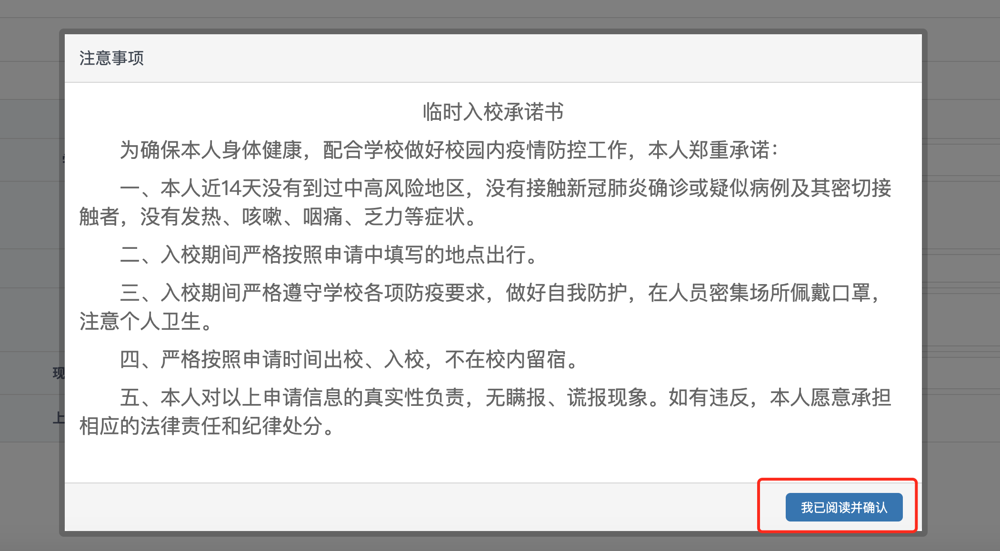 注意事项
临时入校承诺书
为确保本人身体健康，配合学校做好校园内疫情防控工作，本人郑重承诺：
一、本人近14天没有到过中高风险地区，没有接触新冠肺炎确诊或疑似病例及其密切接
触者，没有发热、咳嗽、咽痛、乏力等症状。
二、入校期间严格按照申请中填写的地点出行。
三、入校期间严格遵守学校各项防疫要求，做好自我防护，在人员密集场所佩戴口罩，
注意个人卫生。
四、严格按照申请时间出校、入校，不在校内留宿。
现
五、本人对以上申请信息的真实性负责，无瞒报、谎报现象。如有违反，本人愿意承担
上
相应的法律责任和纪律处分。
我已阅读并确认